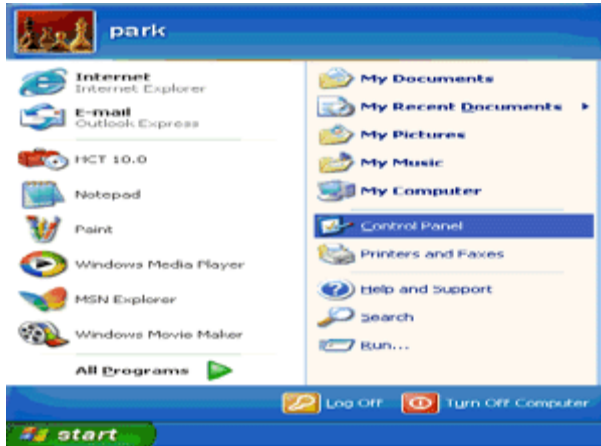 park
Internet
Internet Explorer
E-mail
Outlook Express
HCT 10.0
Notepad
Paint
Windows Media Player
MSN Explorer
Windows Movie Maker
All Programs
My Documents
My Recent Documents
My Pictures
My Music
My Computer
Control Panel
Printers and Faxes
Help and Support
Search
Run...
Log Off
Turn Off Computer
start